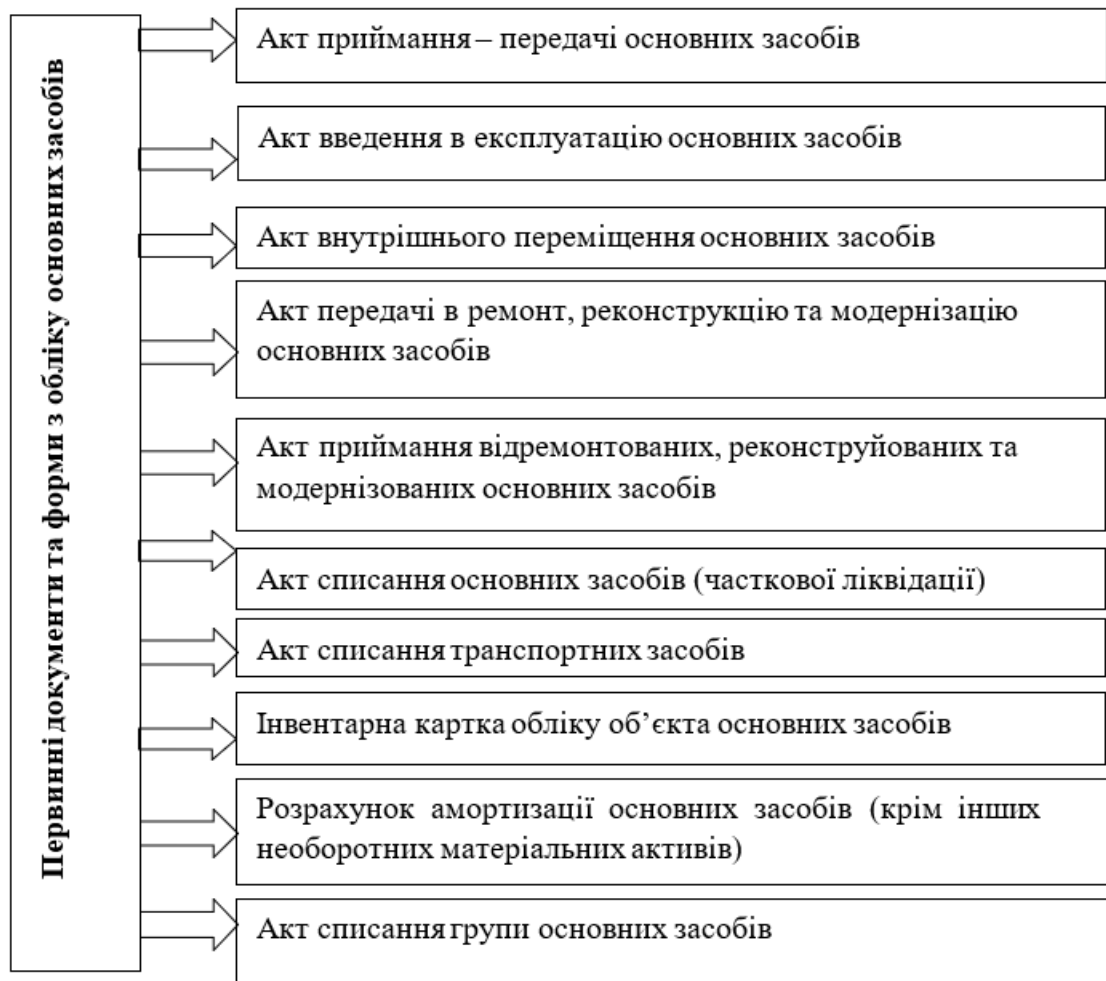 Первинні документи та форми з обліку основних засобів
Акт приймання – передачі основних засобів
Акт введення в експлуатацію основних засобів
Акт внутрішнього переміщення основних засобів
Акт передачі в ремонт, реконструкцію та модернізацію
основних засобів
Акт приймання відремонтованих, реконструйованих та
модернізованих основних засобів
Акт списання основних засобів (часткової ліквідації)
Акт списання транспортних засобів
Інвентарна картка обліку об’єкта основних засобів
Розрахунок амортизації основних засобів (крім інших
необоротних матеріальних активів)
Акт списання групи основних засобів